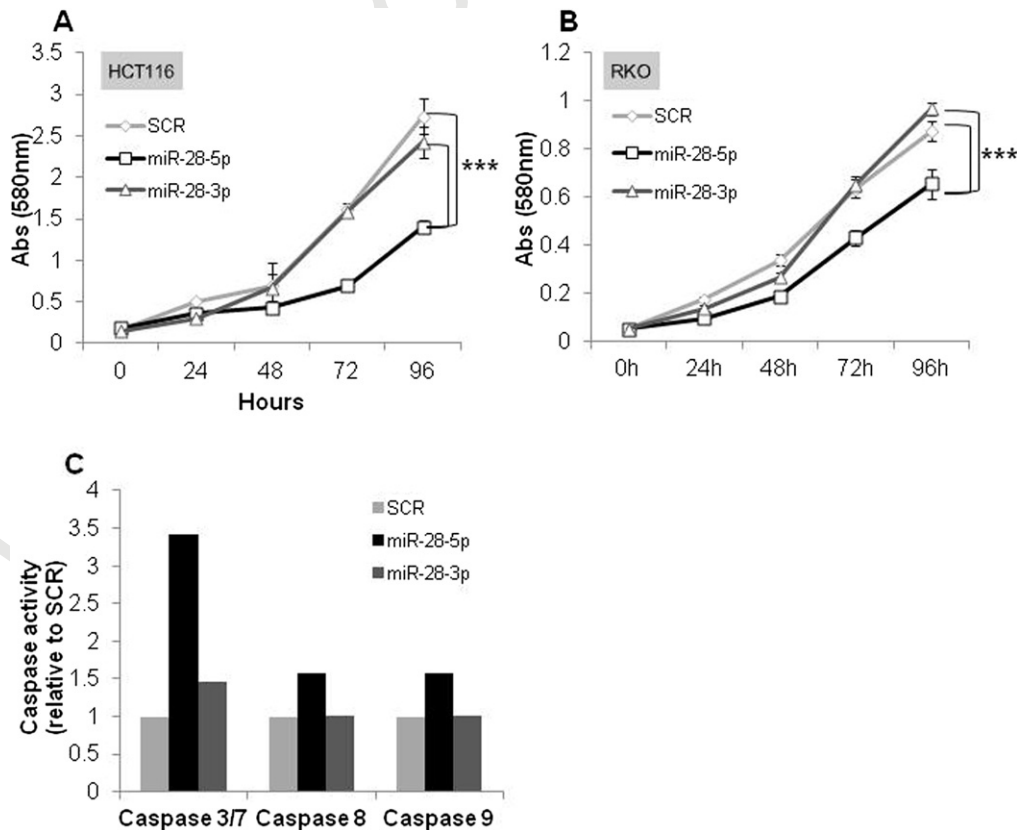 A
HCT116
SCR
miR-28-5p
miR-28-3p
***
Abs (580nm)
3.5
3
2.5
2
1.5
1
0.5
0
0 24 48 72 96
Hours
B
RKO
SCR
miR-28-5p
miR-28-3p
***
Abs (580nm)
1.2
1
0.8
0.6
0.4
0.2
0
0h 24h 48h 72h 96h
C
SCR
miR-28-5p
miR-28-3p
Caspase activity
(relative to SCR)
4
3.5
3
2.5
2
1.5
1
0.5
0
Caspase 3/7 Caspase 8 Caspase 9